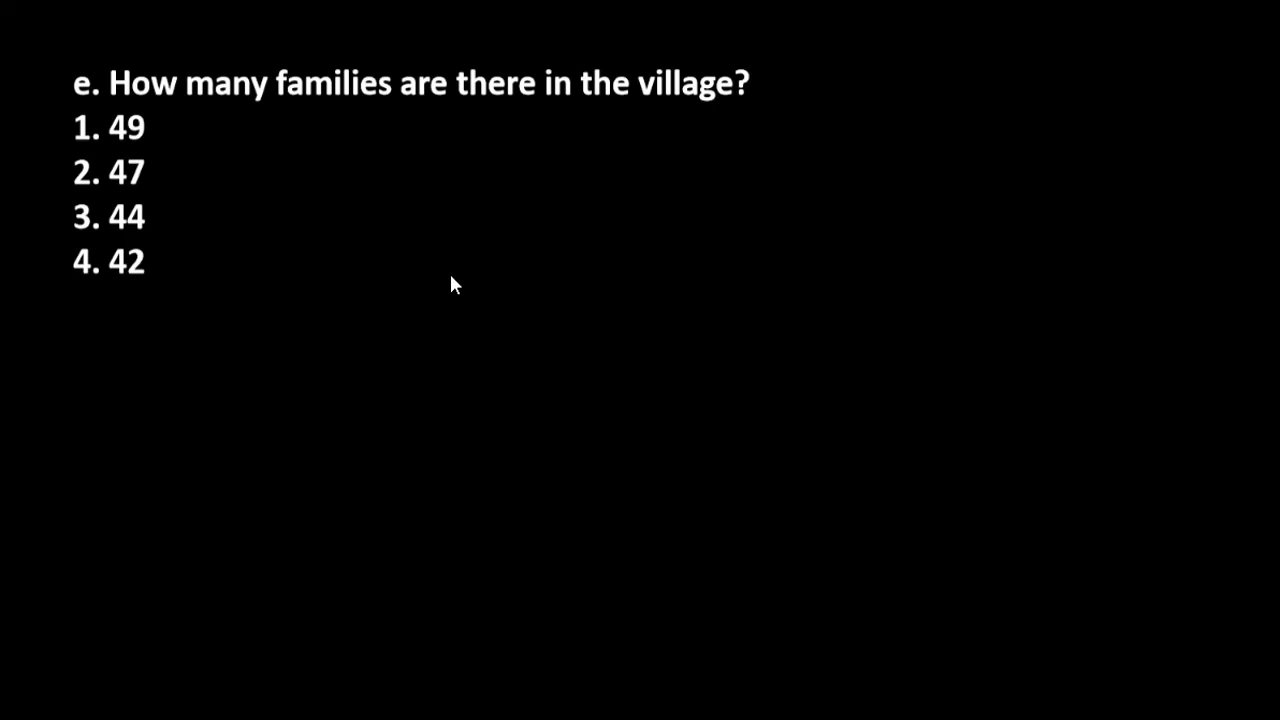 e. How many families are there in the village?
1. 49
2. 47
3. 44
4. 42